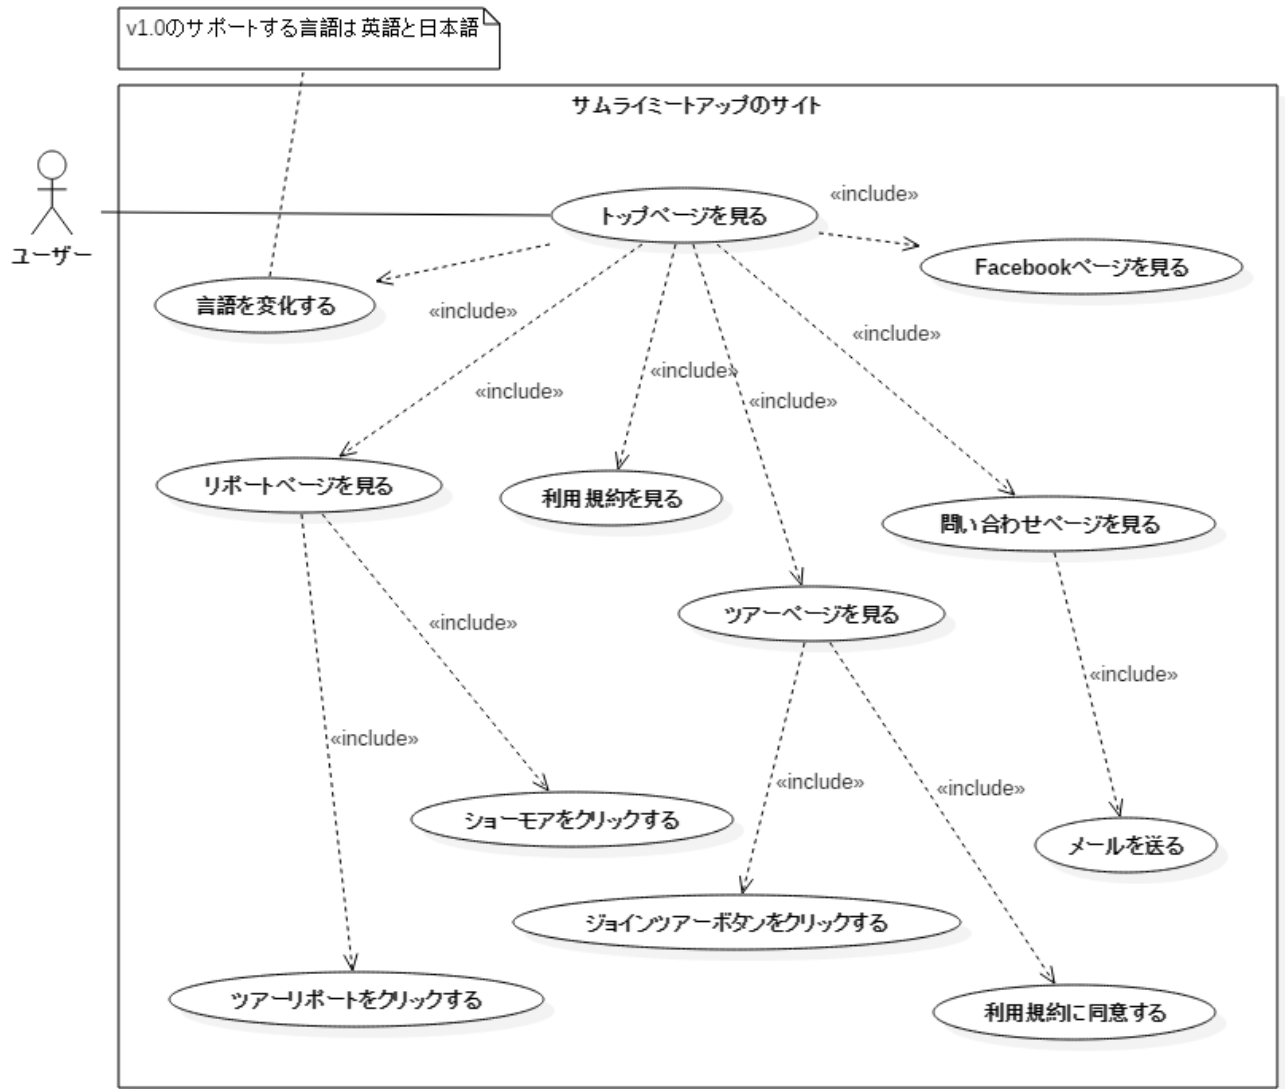 v1.0のサポートする言語は英語と日本語
サムライミートアップのサイト
ユーザー
トップページを見る
«include»
Facebookページを見る
言語を変化する
«include»
«include»
«include»
«include»
«include»
リポートページを見る
利用規約を見る
問い合わせページを見る
ツアーページを見る
«include»
«include»
«include»
«include»
«include»
ショーモアをクリックする
メールを送る
ジョインツアーボタンをクリックする
ツアーリポートをクリックする
利用規約に同意する